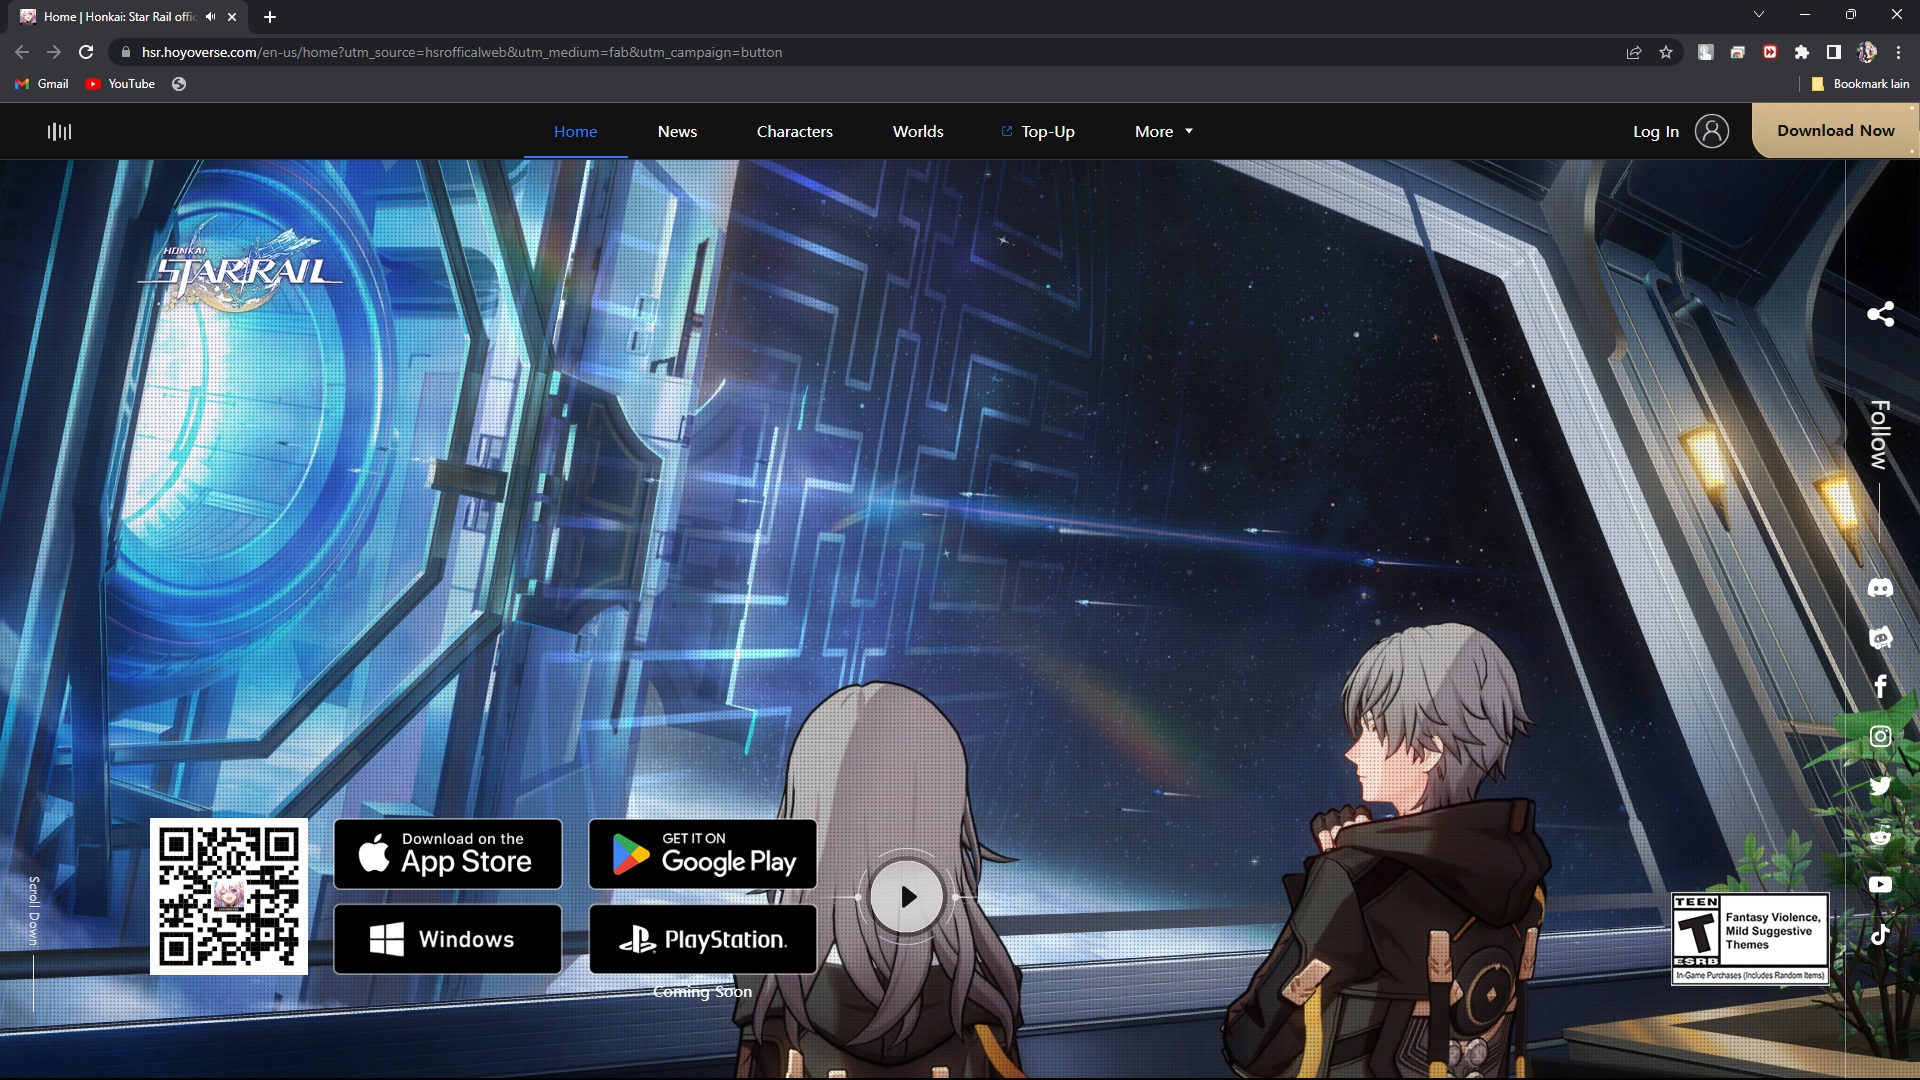 Home | Honkai: Star Rail offic
hsr.hoyoverse.com/en-us/home?utm_source=hsrofficalweb&utm_medium=fab&utm_campaign=button
Gmail
YouTube
Bookmark lain
Home
News
Characters
Worlds
Top-Up
More
Log In
Download Now
HONKAI
STAR RAIL
Follow
Download on the
App Store
GET IT ON
Google Play
Windows
PlayStation.
Coming Soon
Scroll Down
TEEN
T
ESRB
Fantasy Violence,
Mild Suggestive
Themes
In-Game Purchases (Includes Random Items)